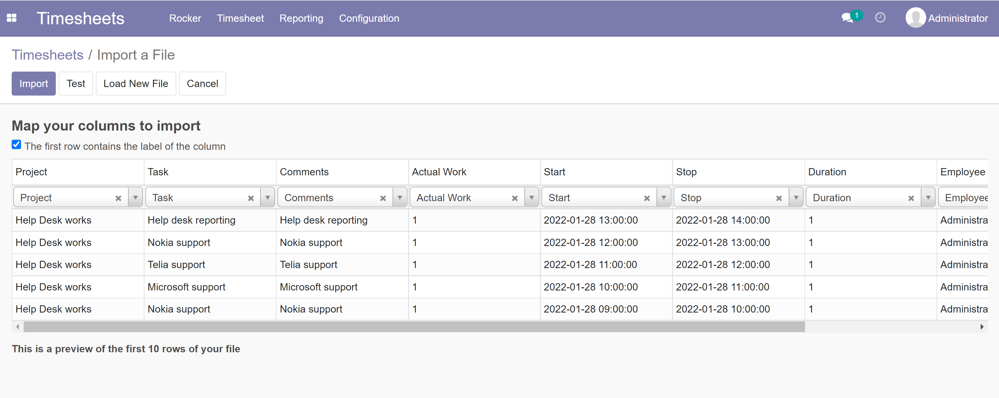 Timesheets Rocker Timesheet Reporting Configuration 1 Administrator
Timesheets / Import a File
Import Test Load New File Cancel
Map your columns to import
The first row contains the label of the column
Project Task Comments Actual Work Start Stop Duration Employee
Project Task Comments Actual Work Start Stop Duration Employee
Help Desk works Help desk reporting Help desk reporting 1 2022-01-28 13:00:00 2022-01-28 14:00:00 1 Administra
Help Desk works Nokia support Nokia support 1 2022-01-28 12:00:00 2022-01-28 13:00:00 1 Administra
Help Desk works Telia support Telia support 1 2022-01-28 11:00:00 2022-01-28 12:00:00 1 Administra
Help Desk works Microsoft support Microsoft support 1 2022-01-28 10:00:00 2022-01-28 11:00:00 1 Administra
Help Desk works Nokia support Nokia support 1 2022-01-28 09:00:00 2022-01-28 10:00:00 1 Administra
This is a preview of the first 10 rows of your file